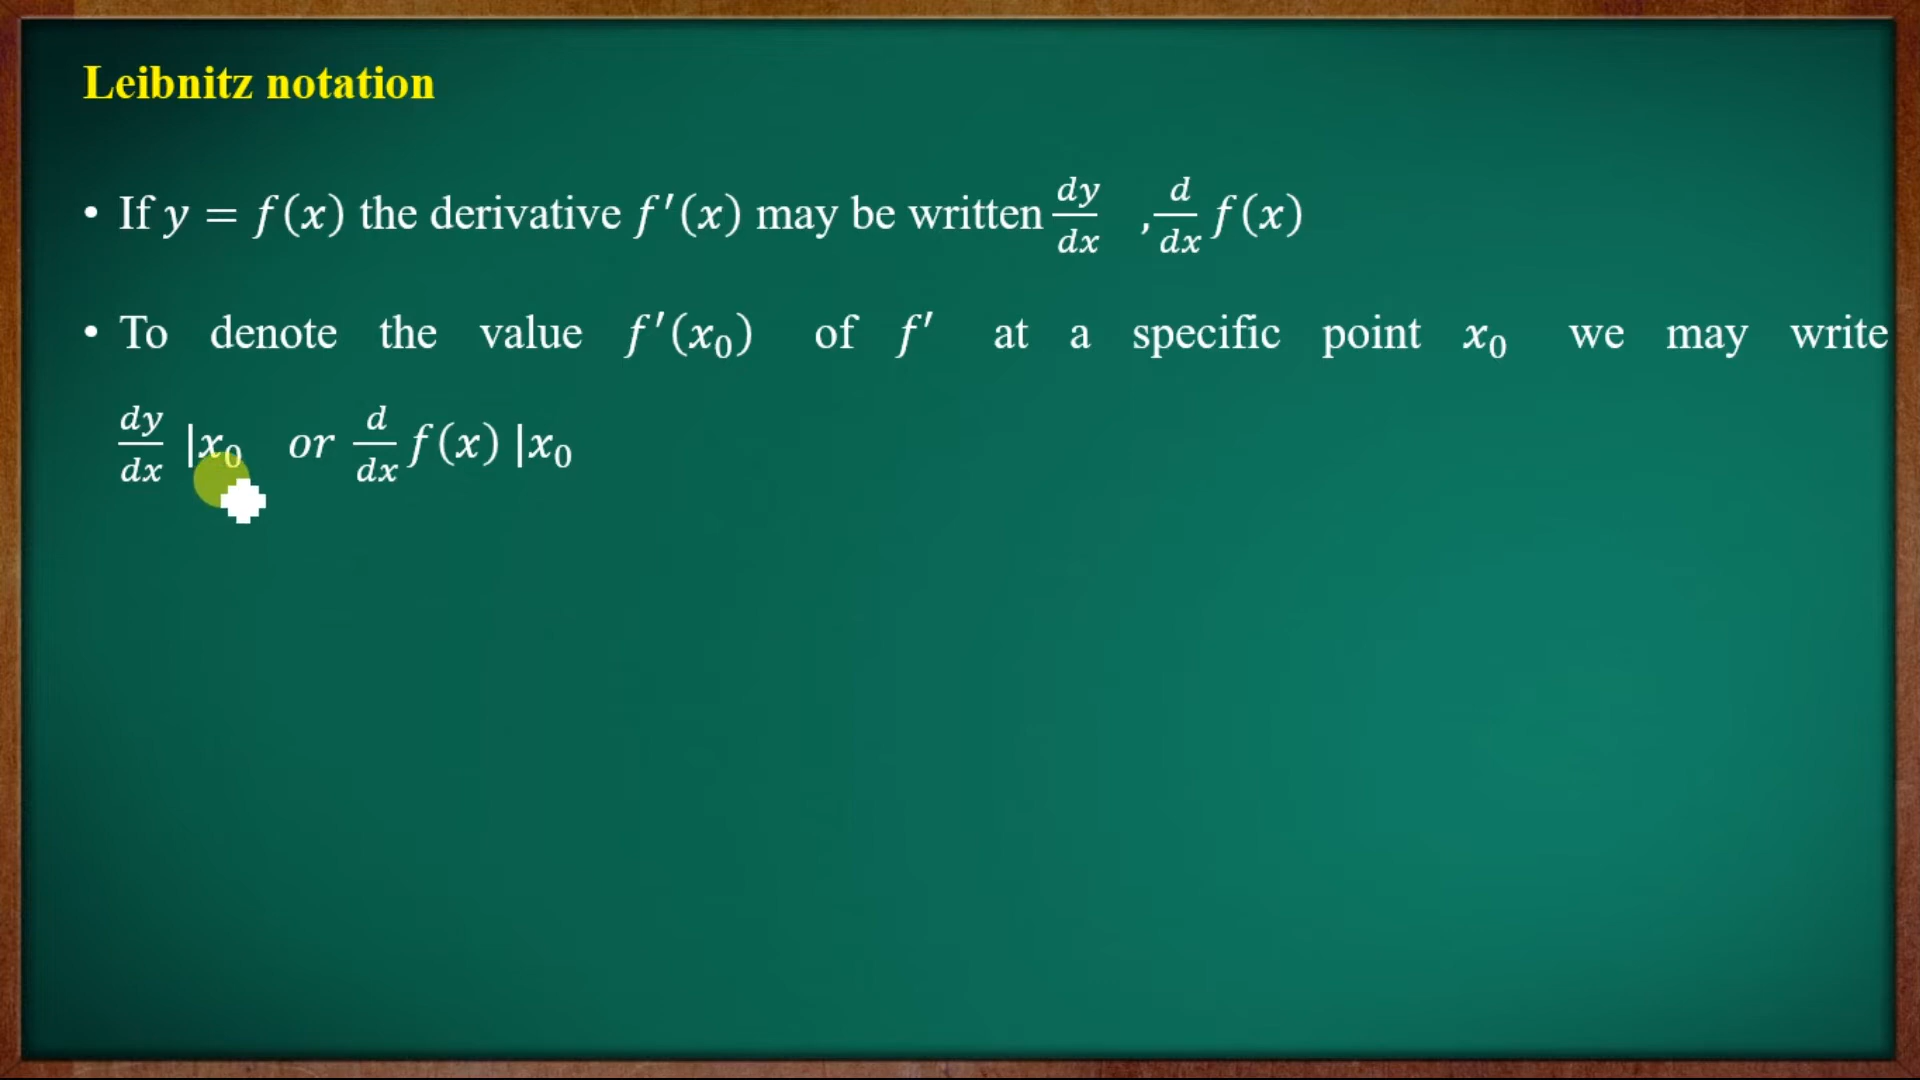 Leibnitz notation
• If y = f(x) the derivative f′(x) may be written dy/dx , d/dx f(x)
• To denote the value f′(x₀) of f′ at a specific point x₀ we may write
dy/dx |x₀ or d/dx f(x) |x₀